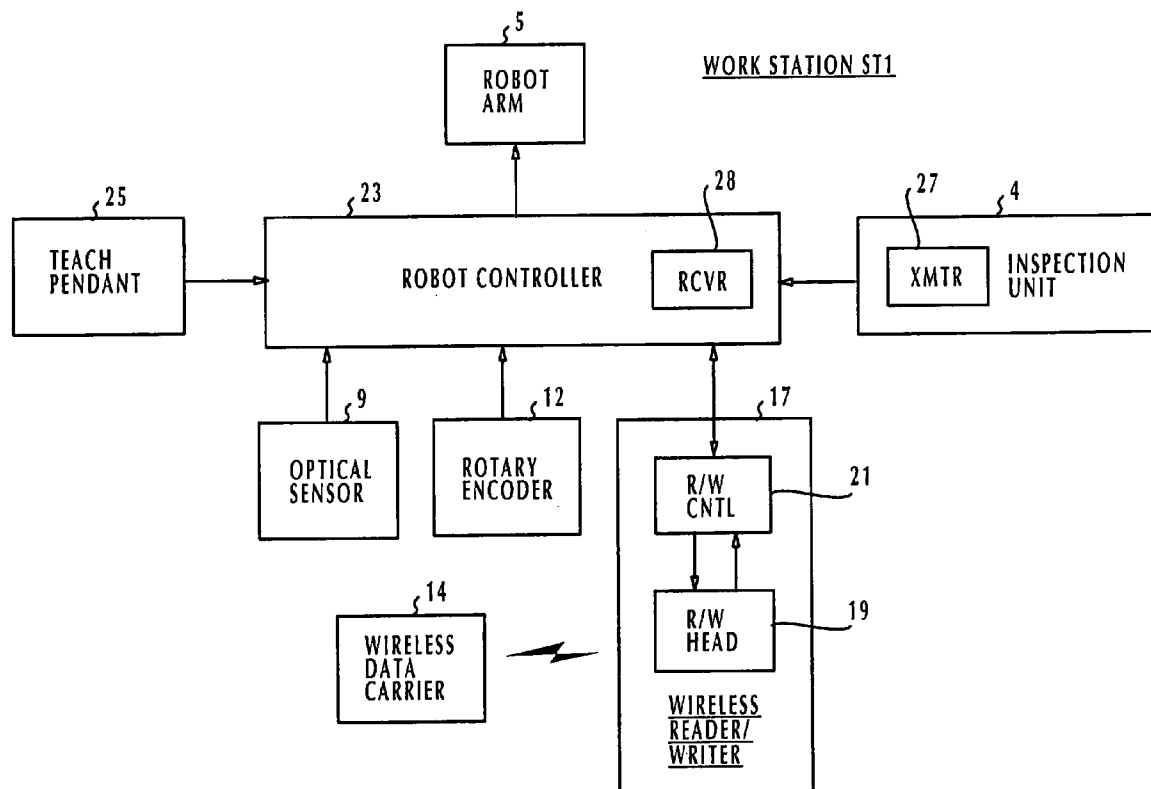 5
ROBOT
ARM
WORK STATION ST1
25
TEACH
PENDANT
23
ROBOT CONTROLLER
28
RCVR
27
XMTR
4
INSPECTION
UNIT
9
OPTICAL
SENSOR
12
ROTARY
ENCODER
17
R/W
CNTL
21
R/W
HEAD
19
WIRELESS
READER/
WRITER
14
WIRELESS
DATA
CARRIER